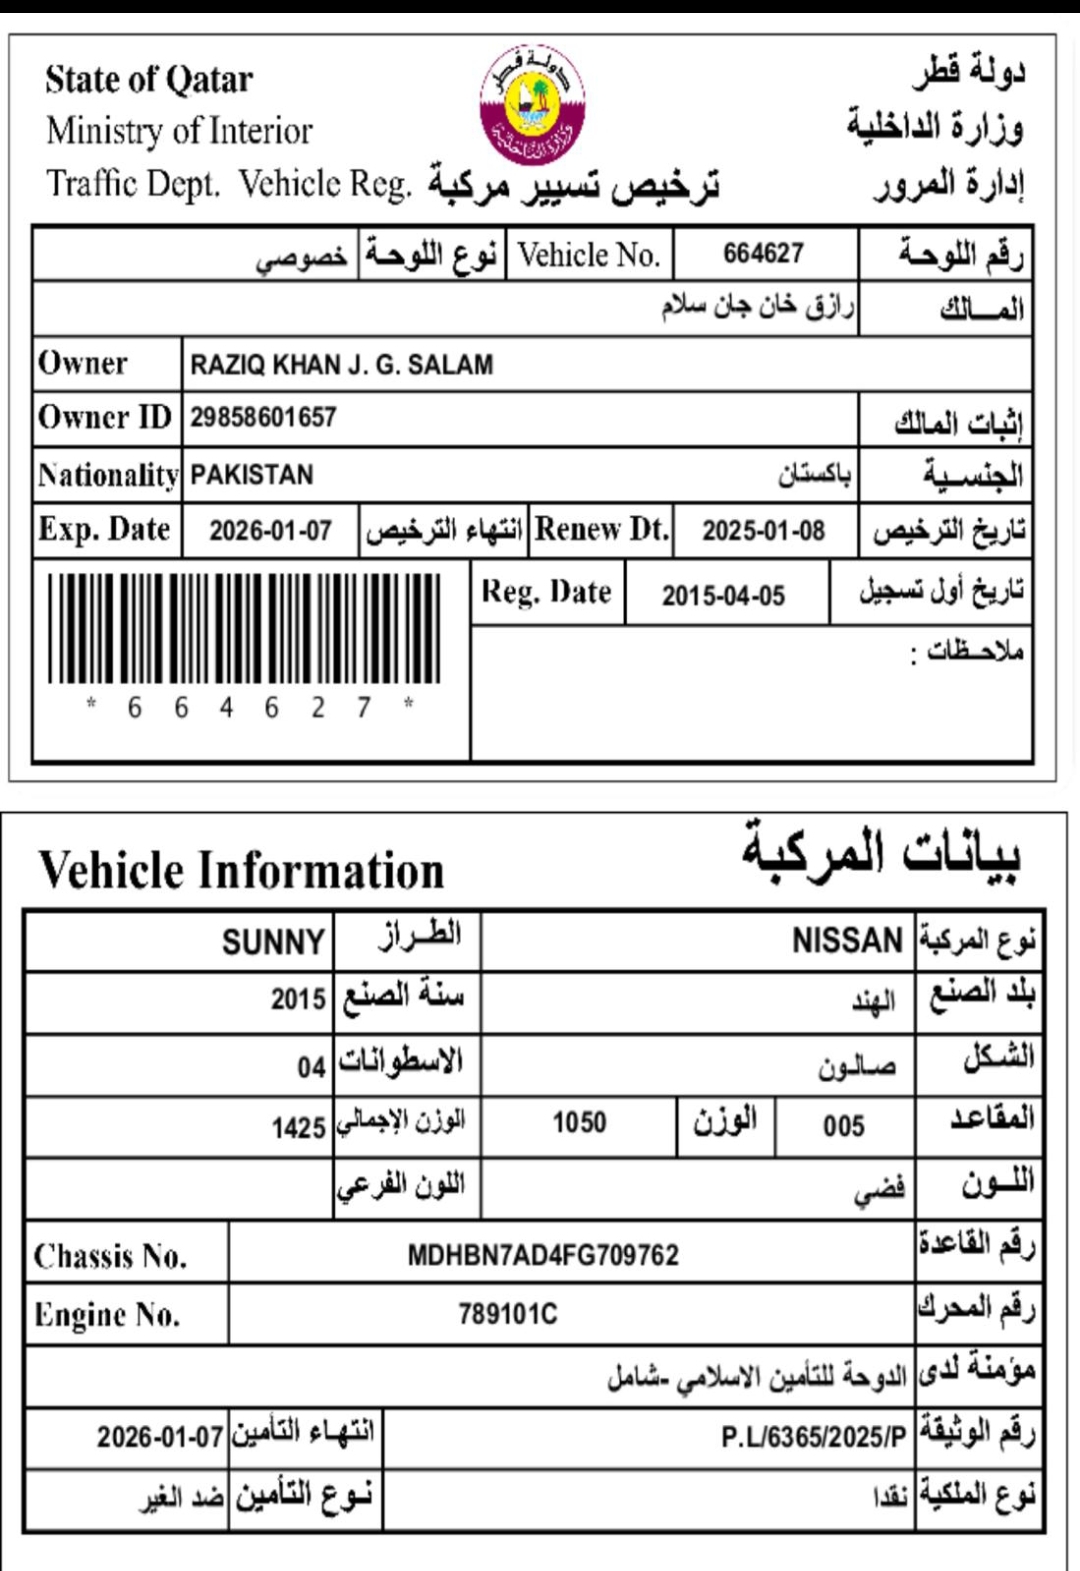 State of Qatar
دولة قطر
Ministry of Interior
وزارة الداخلية
Traffic Dept. Vehicle Reg.
ترخيص تسيير مركبة
إدارة المرور
دولة قطر
وزارة الداخلية
رقم اللوحة 664627 Vehicle No. نوع اللوحة خصوصي
المـــالك رازق خان جان سلام
Owner RAZIQ KHAN J. G. SALAM
Owner ID 29858601657 إثبات المالك
Nationality PAKISTAN باكستان الجنسـية
Exp. Date 2026-01-07 انتهاء الترخيص Renew Dt. 2025-01-08 تاريخ الترخيص
Reg. Date 2015-04-05 تاريخ أول تسجيل
ملاحـظات :
* 6 6 4 6 2 7 *
Vehicle Information
بيانات المركبة
نوع المركبة NISSAN الطـراز SUNNY
بلد الصنع الهند سنة الصنع 2015
الشكل صـالـون الاسطوانات 04
المقاعد 005 الوزن 1050 الوزن الإجمالي 1425
اللــون فضي اللون الفرعي
Chassis No. MDHBN7AD4FG709762 رقم القاعدة
Engine No. 789101C رقم المحرك
مؤمنة لدى الدوحة للتأمين الاسلامي -شامل
رقم الوثيقة P.L/6365/2025/P انتهـاء التأمين 2026-01-07
نوع الملكية نقدا نـوع التأمين ضد الغير